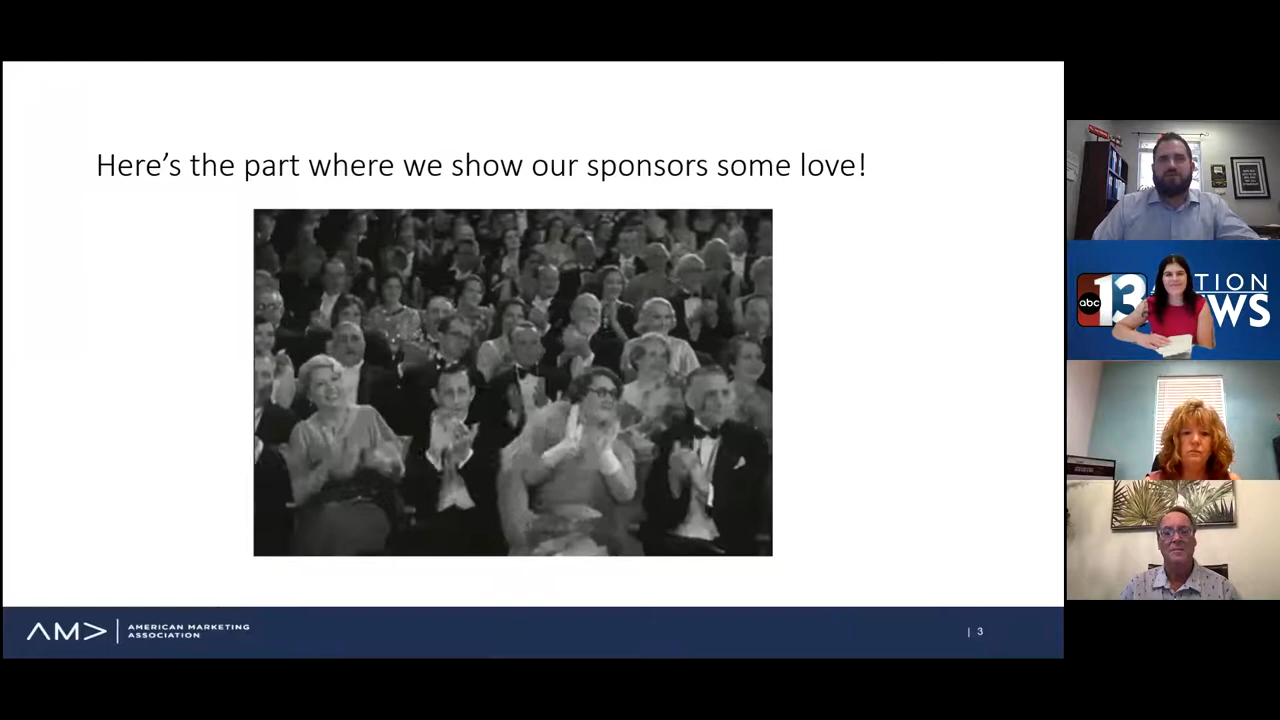 Here's the part where we show our sponsors some love!
AMA
AMERICAN MARKETING
ASSOCIATION
| 3
abc
13
TION
WS